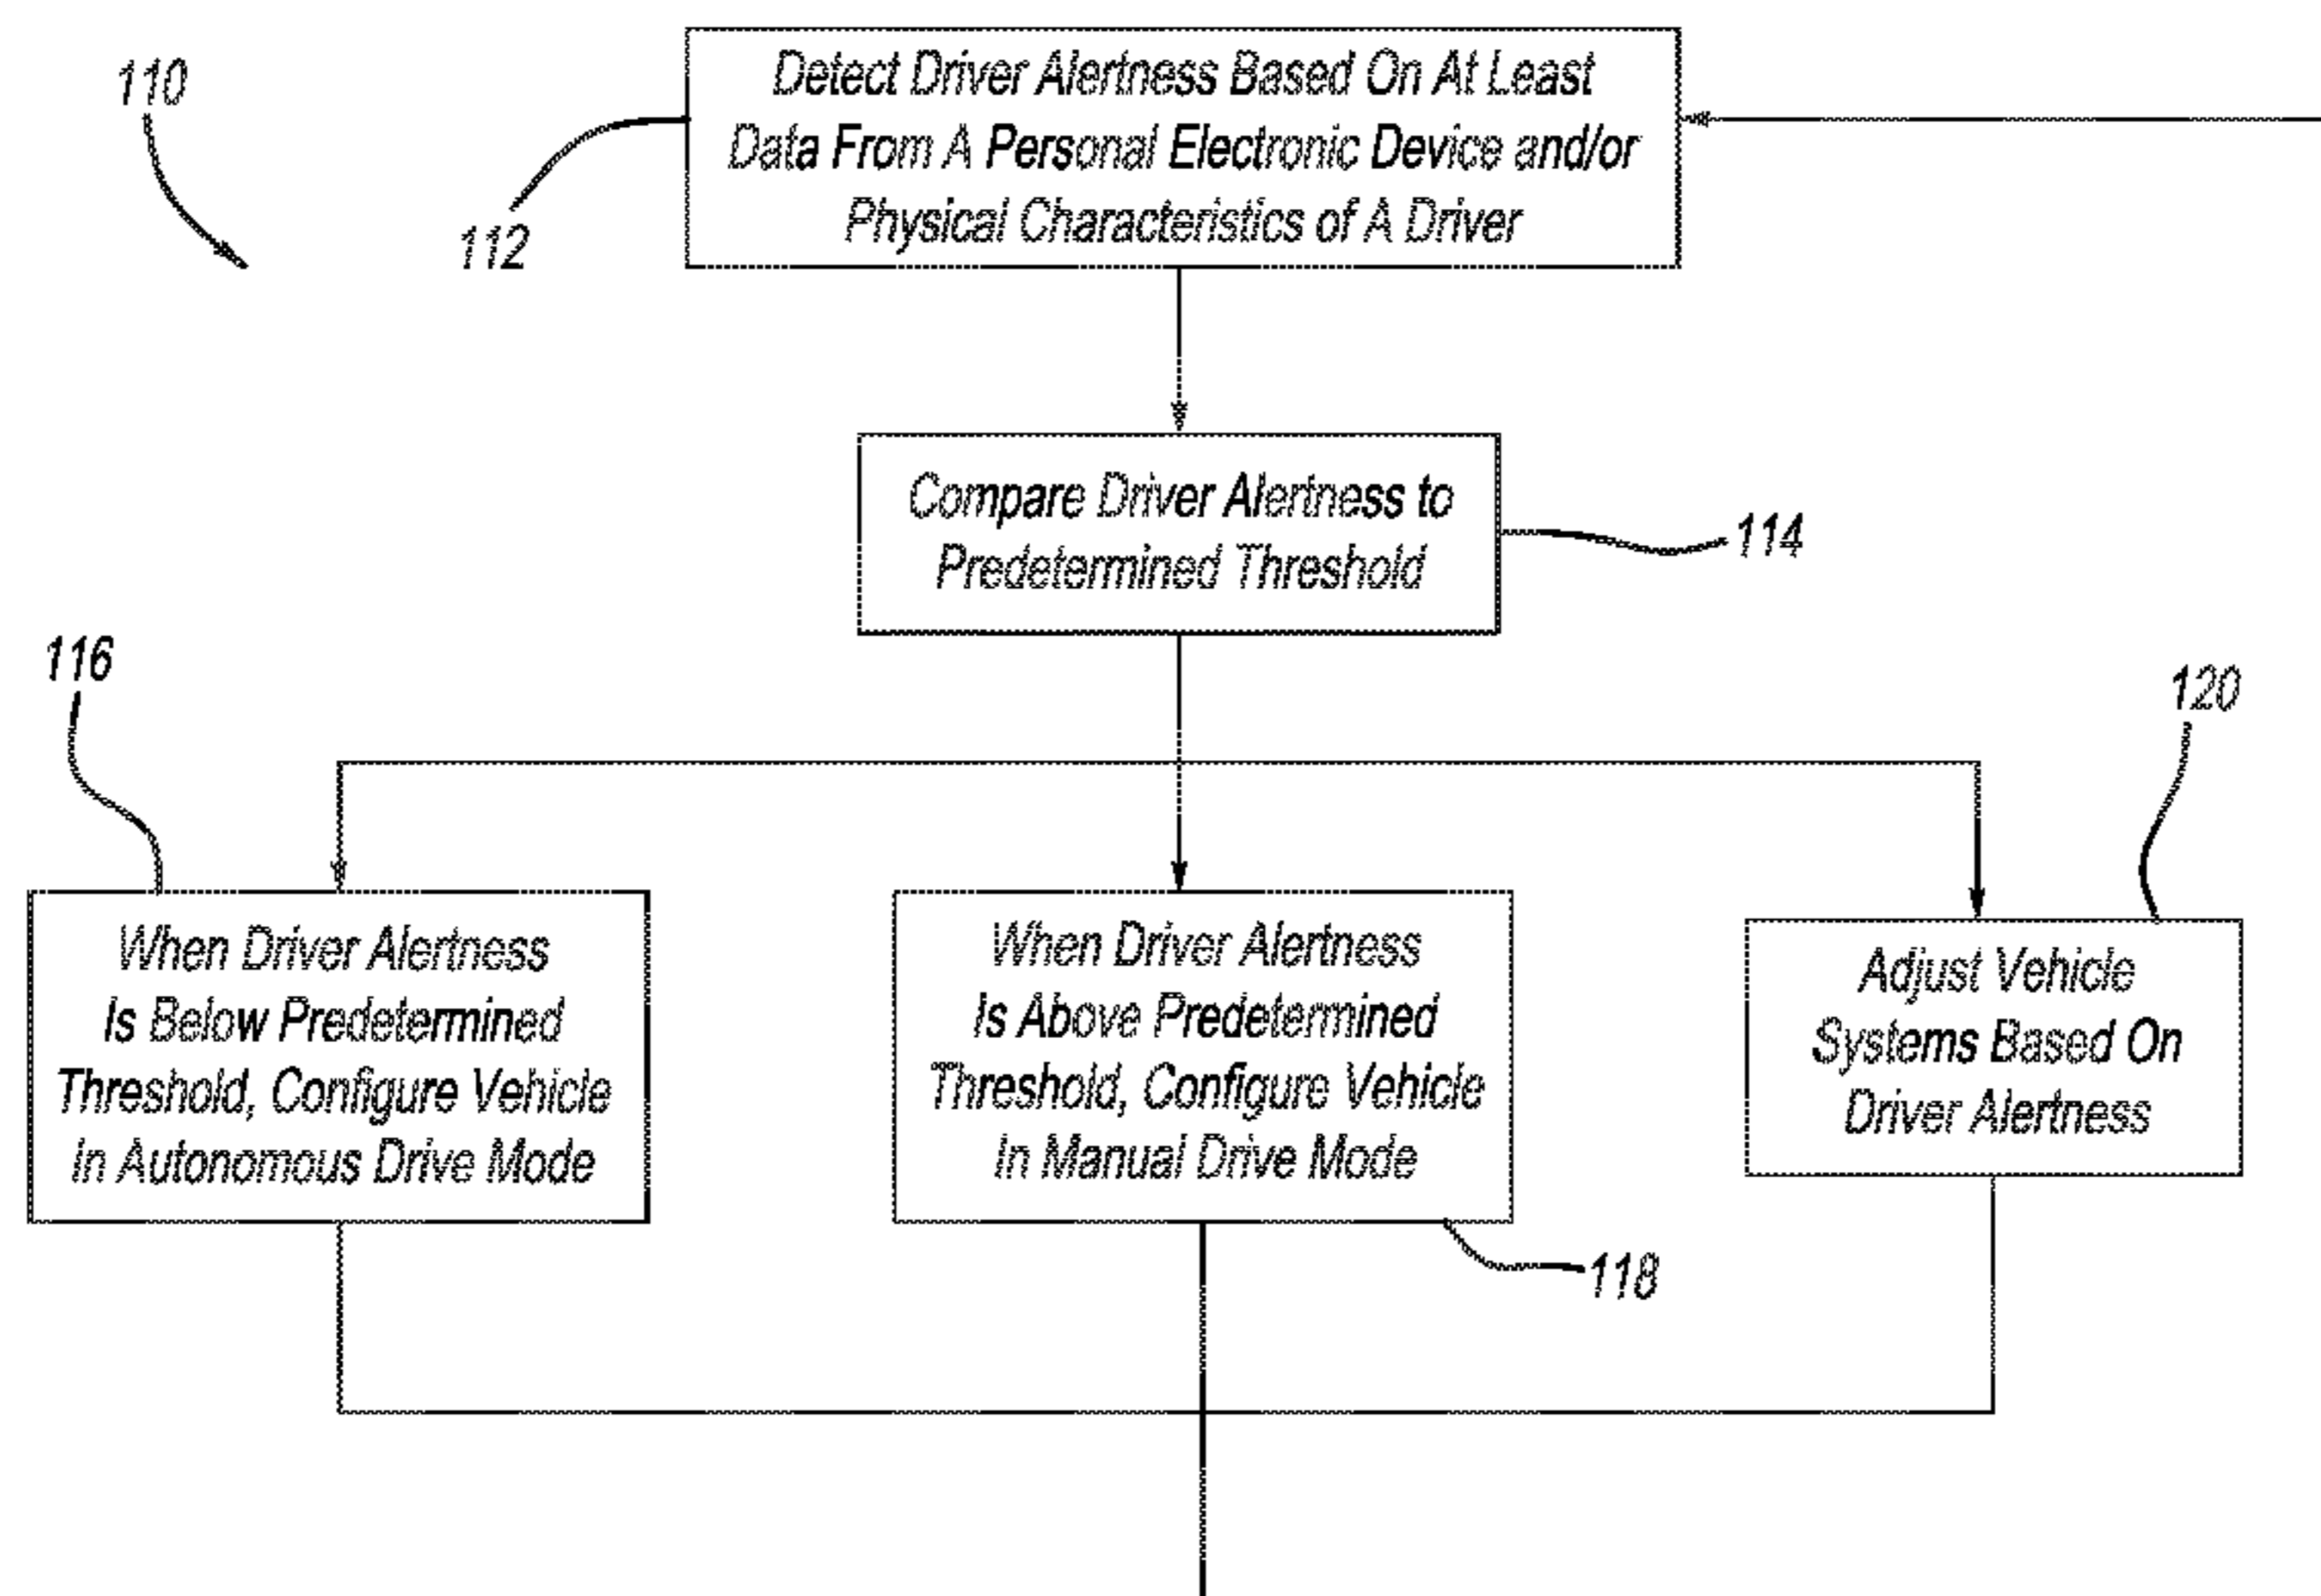 110
Detect Driver Alertness Based On At Least
Data From A Personal Electronic Device and/or
Physical Characteristics of A Driver
112
Compare Driver Alertness to
Predetermined Threshold
114
116
120
When Driver Alertness
Is Below Predetermined
Threshold, Configure Vehicle
In Autonomous Drive Mode
When Driver Alertness
Is Above Predetermined
Threshold, Configure Vehicle
In Manual Drive Mode
Adjust Vehicle
Systems Based On
Driver Alertness
118